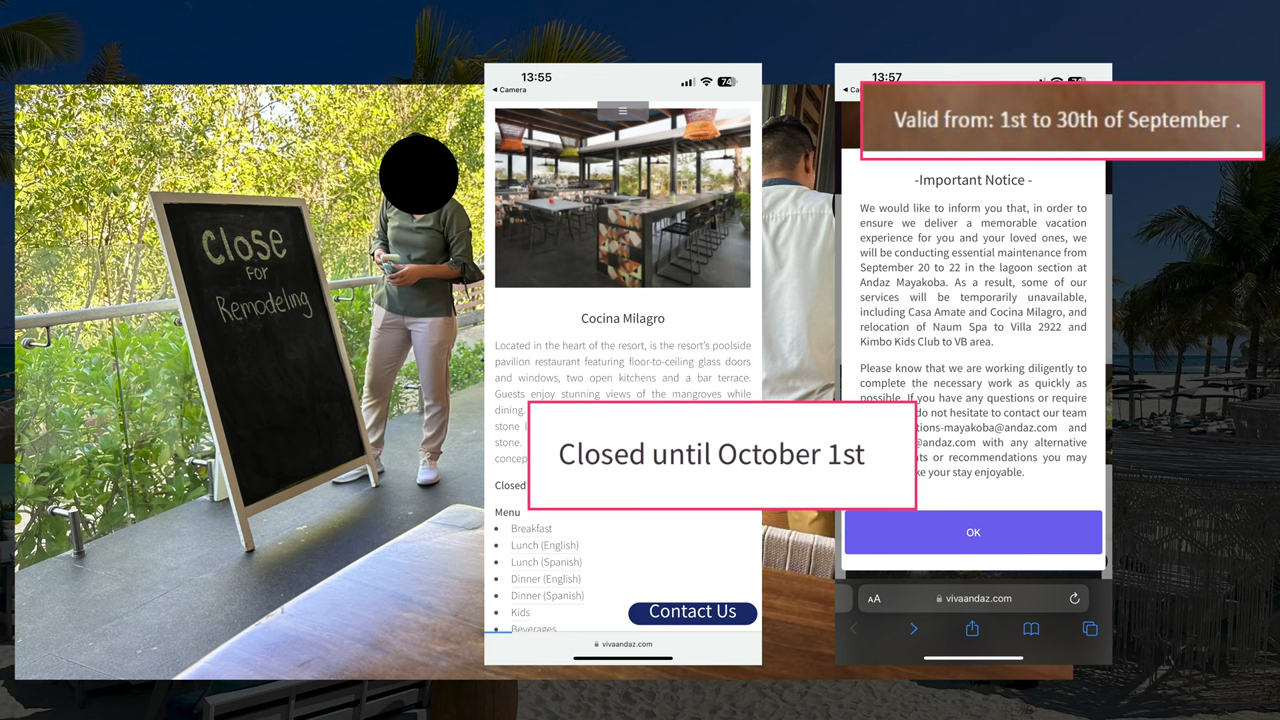 Close
For
Remodeling
13:55
74
Camera
Cocina Milagro
Located in the heart of the resort, is the resort's poolside
pavilion restaurant featuring floor-to-ceiling glass doors
and windows, two open kitchens and a bar terrace.
Guests enjoy stunning views of the mangroves while
dining.
stone
stone.
concep
Closed
Closed until October 1st
Menu
Breakfast
Lunch (English)
Lunch (Spanish)
Dinner (English)
Dinner (Spanish)
Kids
Beverages
Contact Us
vivaandaz.com
13:57
Ca
Valid from: 1st to 30th of September .
-Important Notice -
We would like to inform you that, in order to
ensure we deliver a memorable vacation
experience for you and your loved ones, we
will be conducting essential maintenance from
September 20 to 22 in the lagoon section at
Andaz Mayakoba. As a result, some of our
services will be temporarily unavailable,
including Casa Amate and Cocina Milagro, and
relocation of Naum Spa to Villa 2922 and
Kimbo Kids Club to VB area.
Please know that we are working diligently to
complete the necessary work as quickly as
possible. If you have any questions or require
do not hesitate to contact our team
tions-mayakoba@andaz.com and
@andaz.com with any alternative
ts or recommendations you may
ke your stay enjoyable.
OK
AA
vivaandaz.com